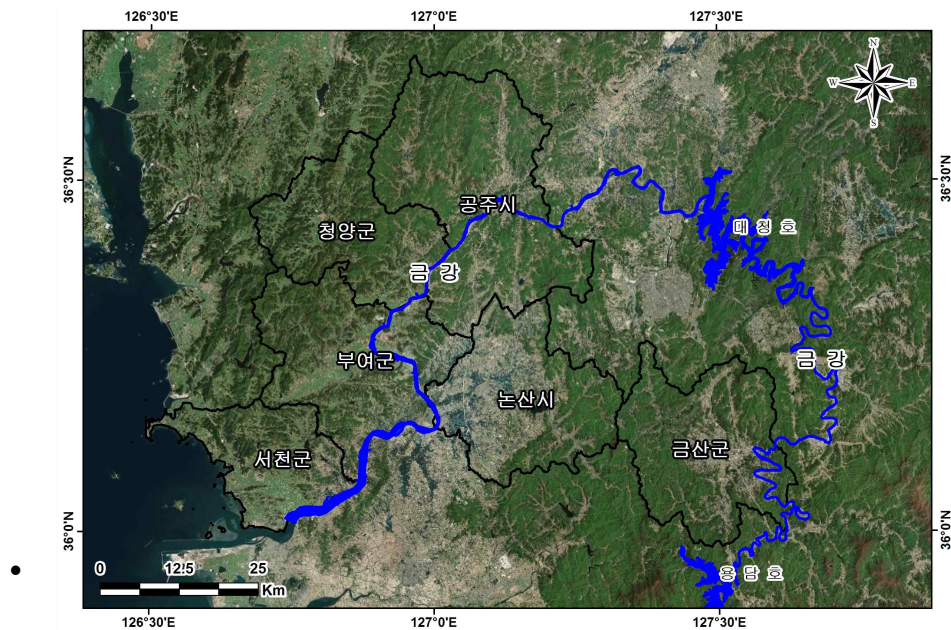 126°30'E 127°0'E 127°30'E
N
W E
S
36°30'N 36°30'N
공주시
청양군
대 청 호
금 강
부여군
금 강
논산시
금산군
서천군
36°0'N 36°0'N
용 담 호
0 12.5 25
Km
126°30'E 127°0'E 127°30'E